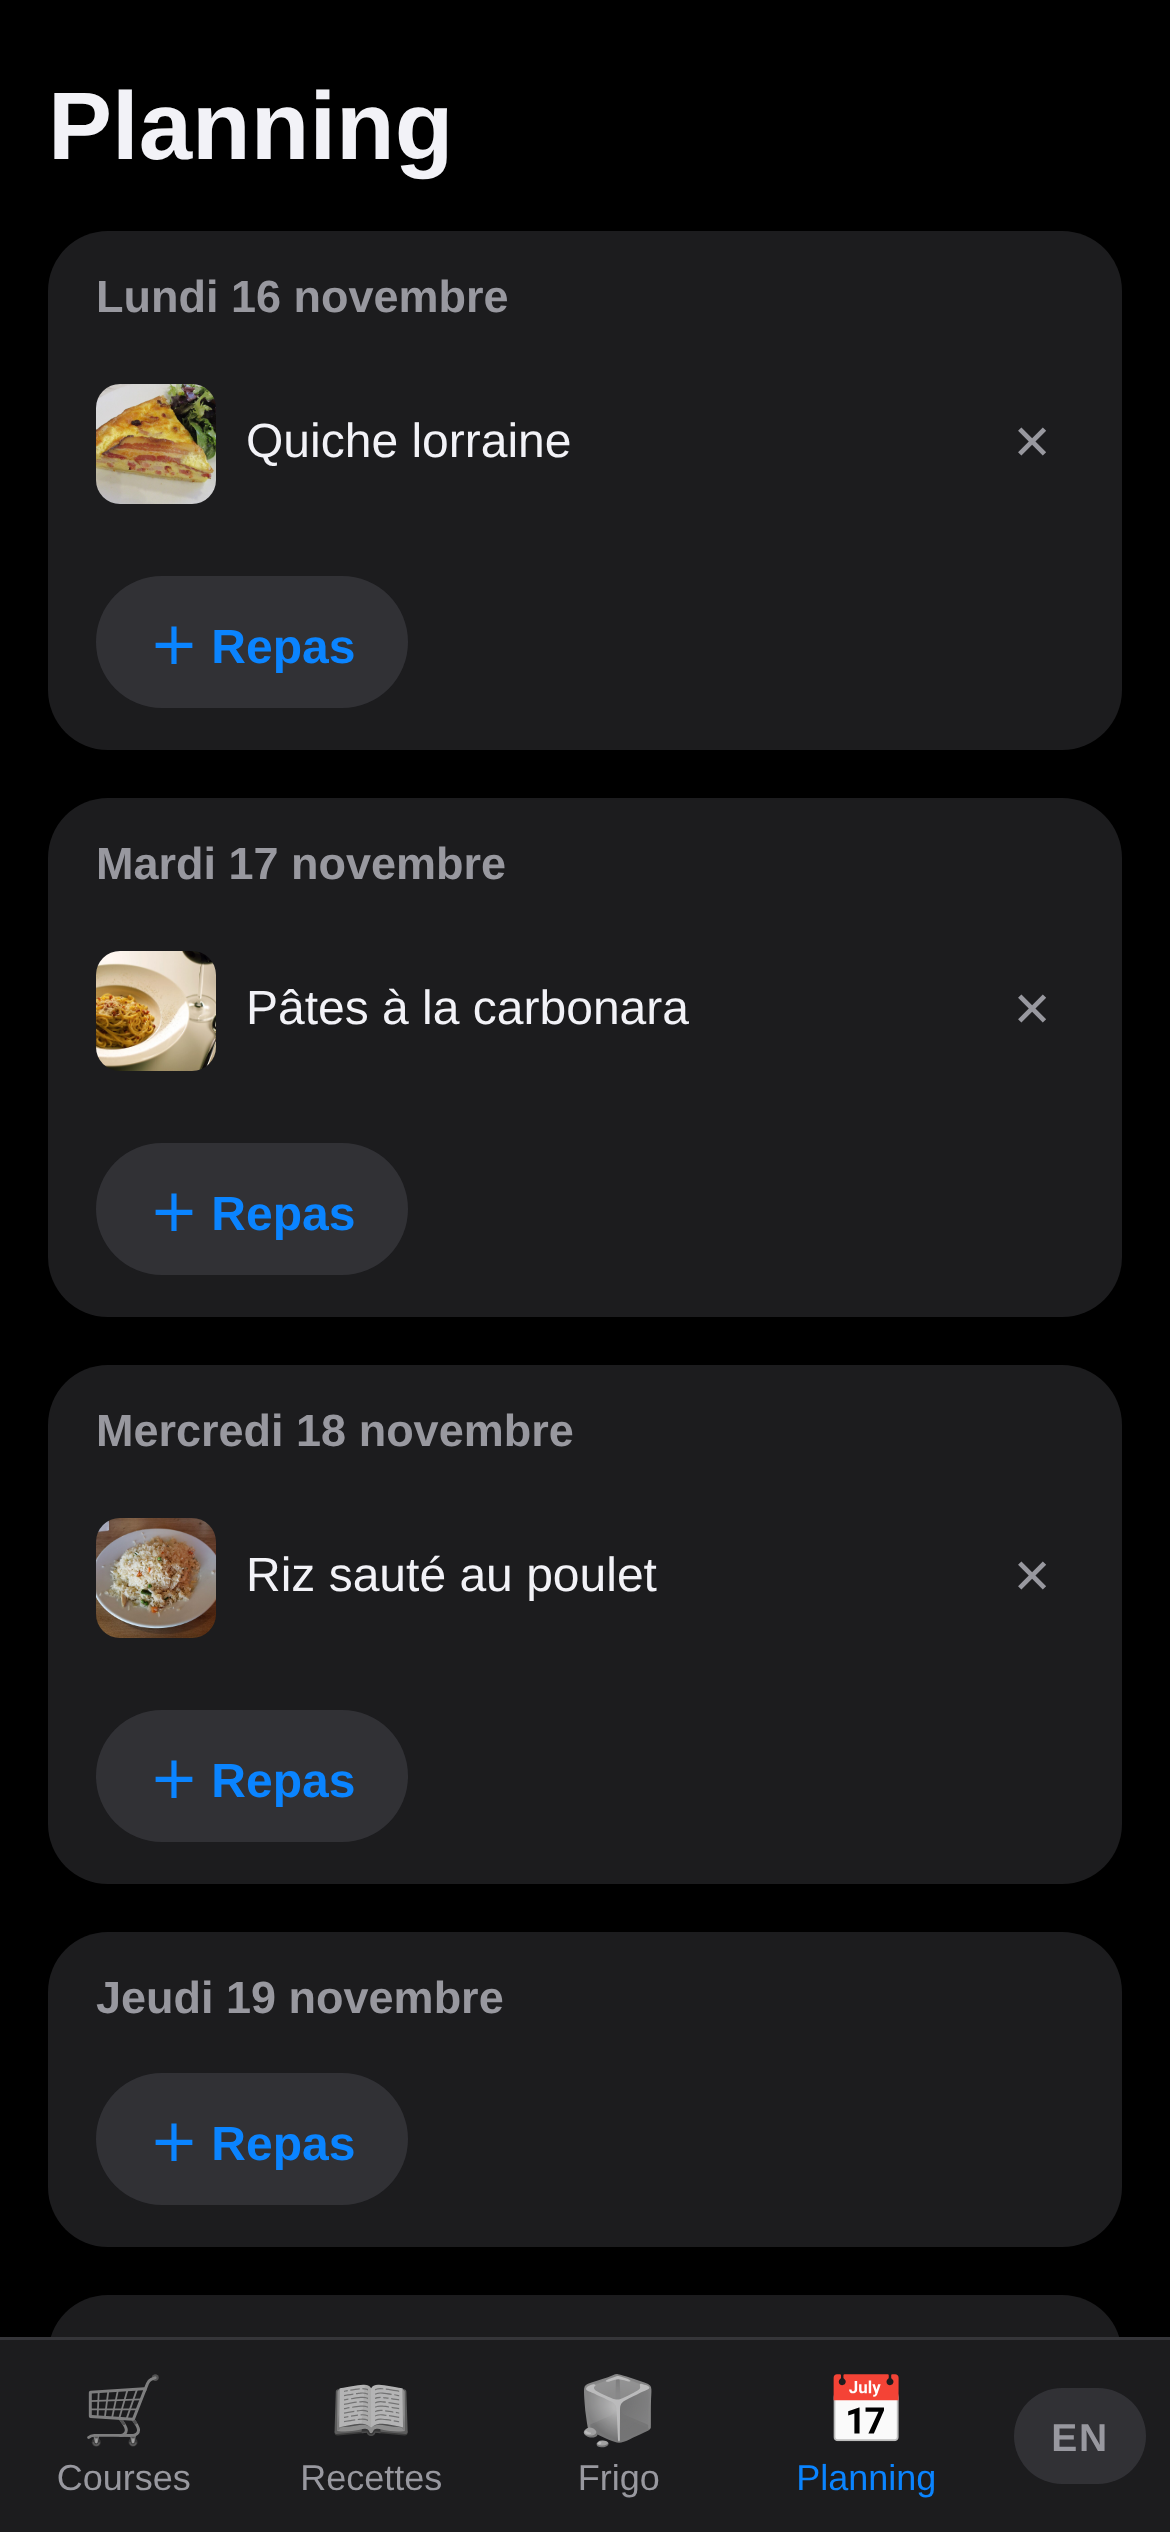 Planning
Lundi 16 novembre
Quiche lorraine
×
+ Repas
Mardi 17 novembre
Pâtes à la carbonara
×
+ Repas
Mercredi 18 novembre
Riz sauté au poulet
×
+ Repas
Jeudi 19 novembre
+ Repas
July
17
EN
Courses
Recettes
Frigo
Planning